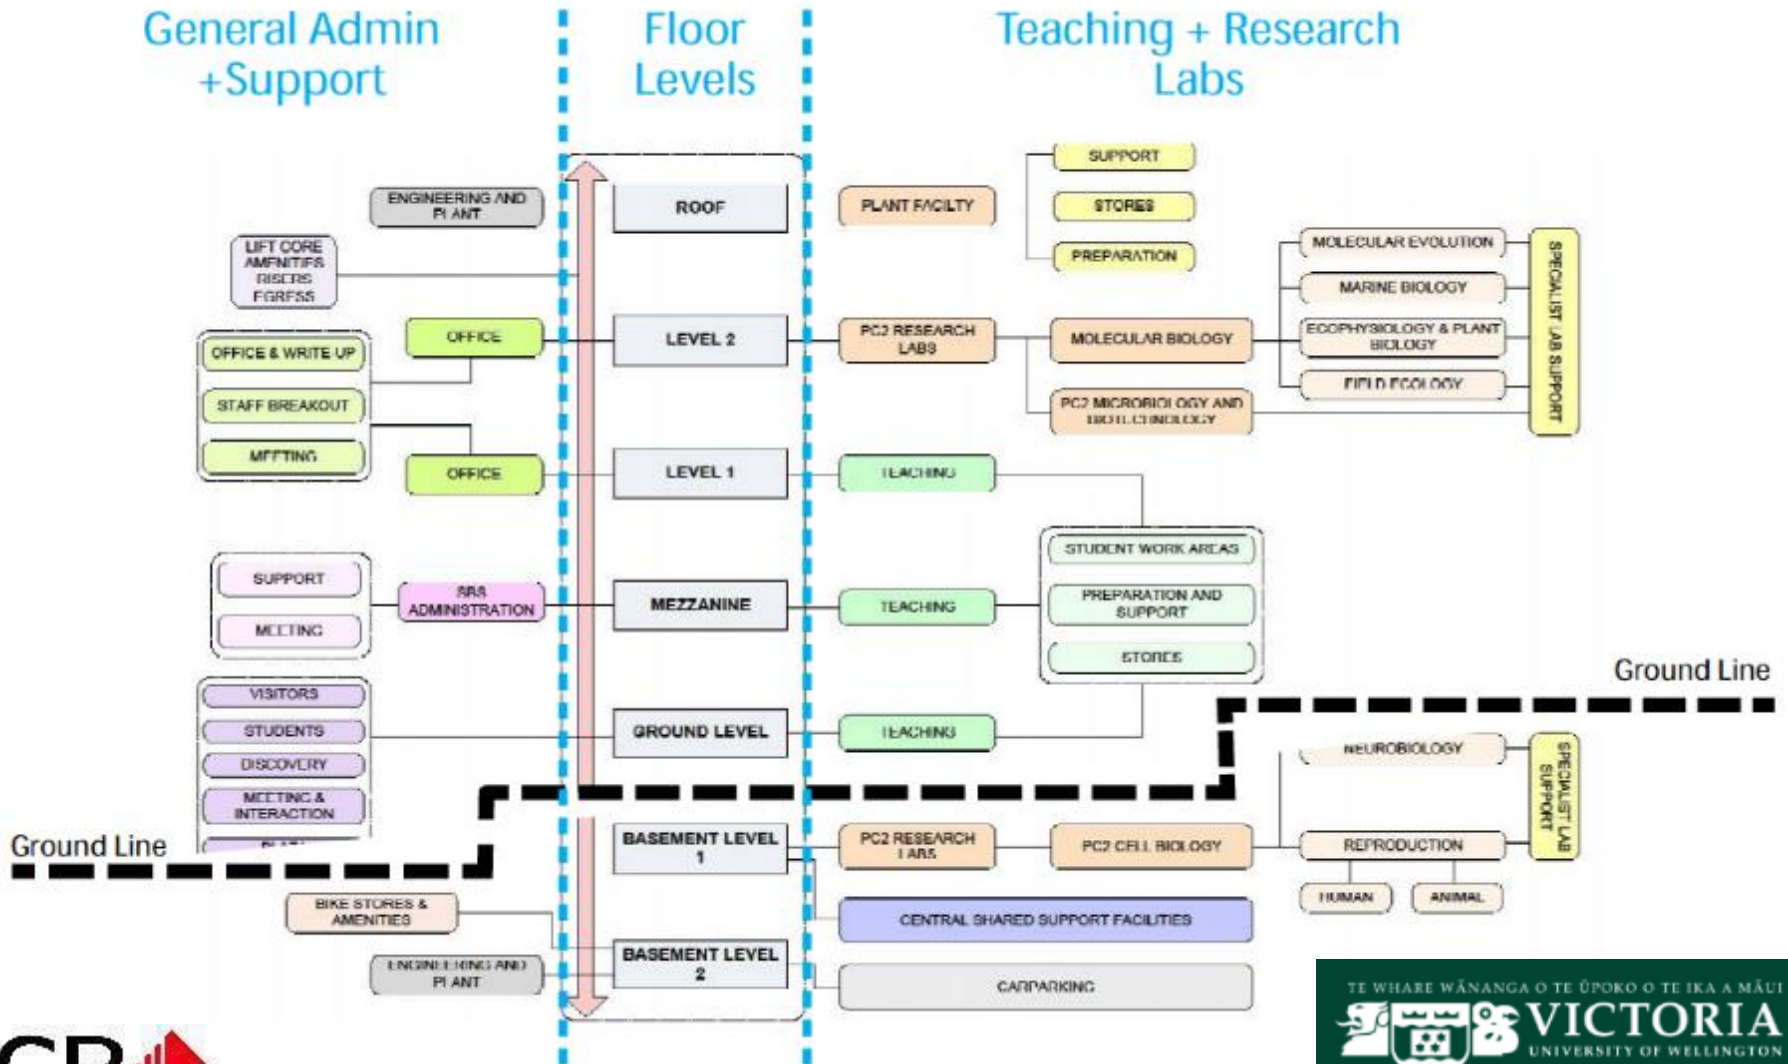 General Admin
+Support
Floor
Levels
Teaching + Research
Labs
ENGINEERING AND
PLANT
ROOF
PLANT FACILTY
SUPPORT
STORES
PREPARATION
LIFT CORE
AMENITIES
RISERS
EGRESS
OFFICE & WRITE UP
STAFF BREAKOUT
MEETING
OFFICE
LEVEL 2
PC2 RESEARCH
LABS
MOLECULAR BIOLOGY
PC2 MICROBIOLOGY AND
BIOTECHNOLOGY
MOLECULAR EVOLUTION
MARINE BIOLOGY
ECOPHYSIOLOGY & PLANT
BIOLOGY
FIELD ECOLOGY
SPECIALIST LAB SUPPORT
OFFICE
LEVEL 1
TEACHING
STUDENT WORK AREAS
PREPARATION AND
SUPPORT
STORES
SUPPORT
MEETING
SBS
ADMINISTRATION
MEZZANINE
TEACHING
Ground Line
VISITORS
STUDENTS
DISCOVERY
MEETING &
INTERACTION
GROUND LEVEL
TEACHING
NEUROBIOLOGY
SPECIALIST LAB
SUPPORT
Ground Line
BASEMENT LEVEL
1
PC2 RESEARCH
LABS
PC2 CELL BIOLOGY
REPRODUCTION
HUMAN
ANIMAL
BIKE STORES &
AMENITIES
CENTRAL SHARED SUPPORT FACILITIES
ENGINEERING AND
PLANT
BASEMENT LEVEL
2
CARPARKING
TE WHARE WĀNANGA O TE ŪPOKO O TE IKA A MĀUI
VICTORIA
UNIVERSITY OF WELLINGTON